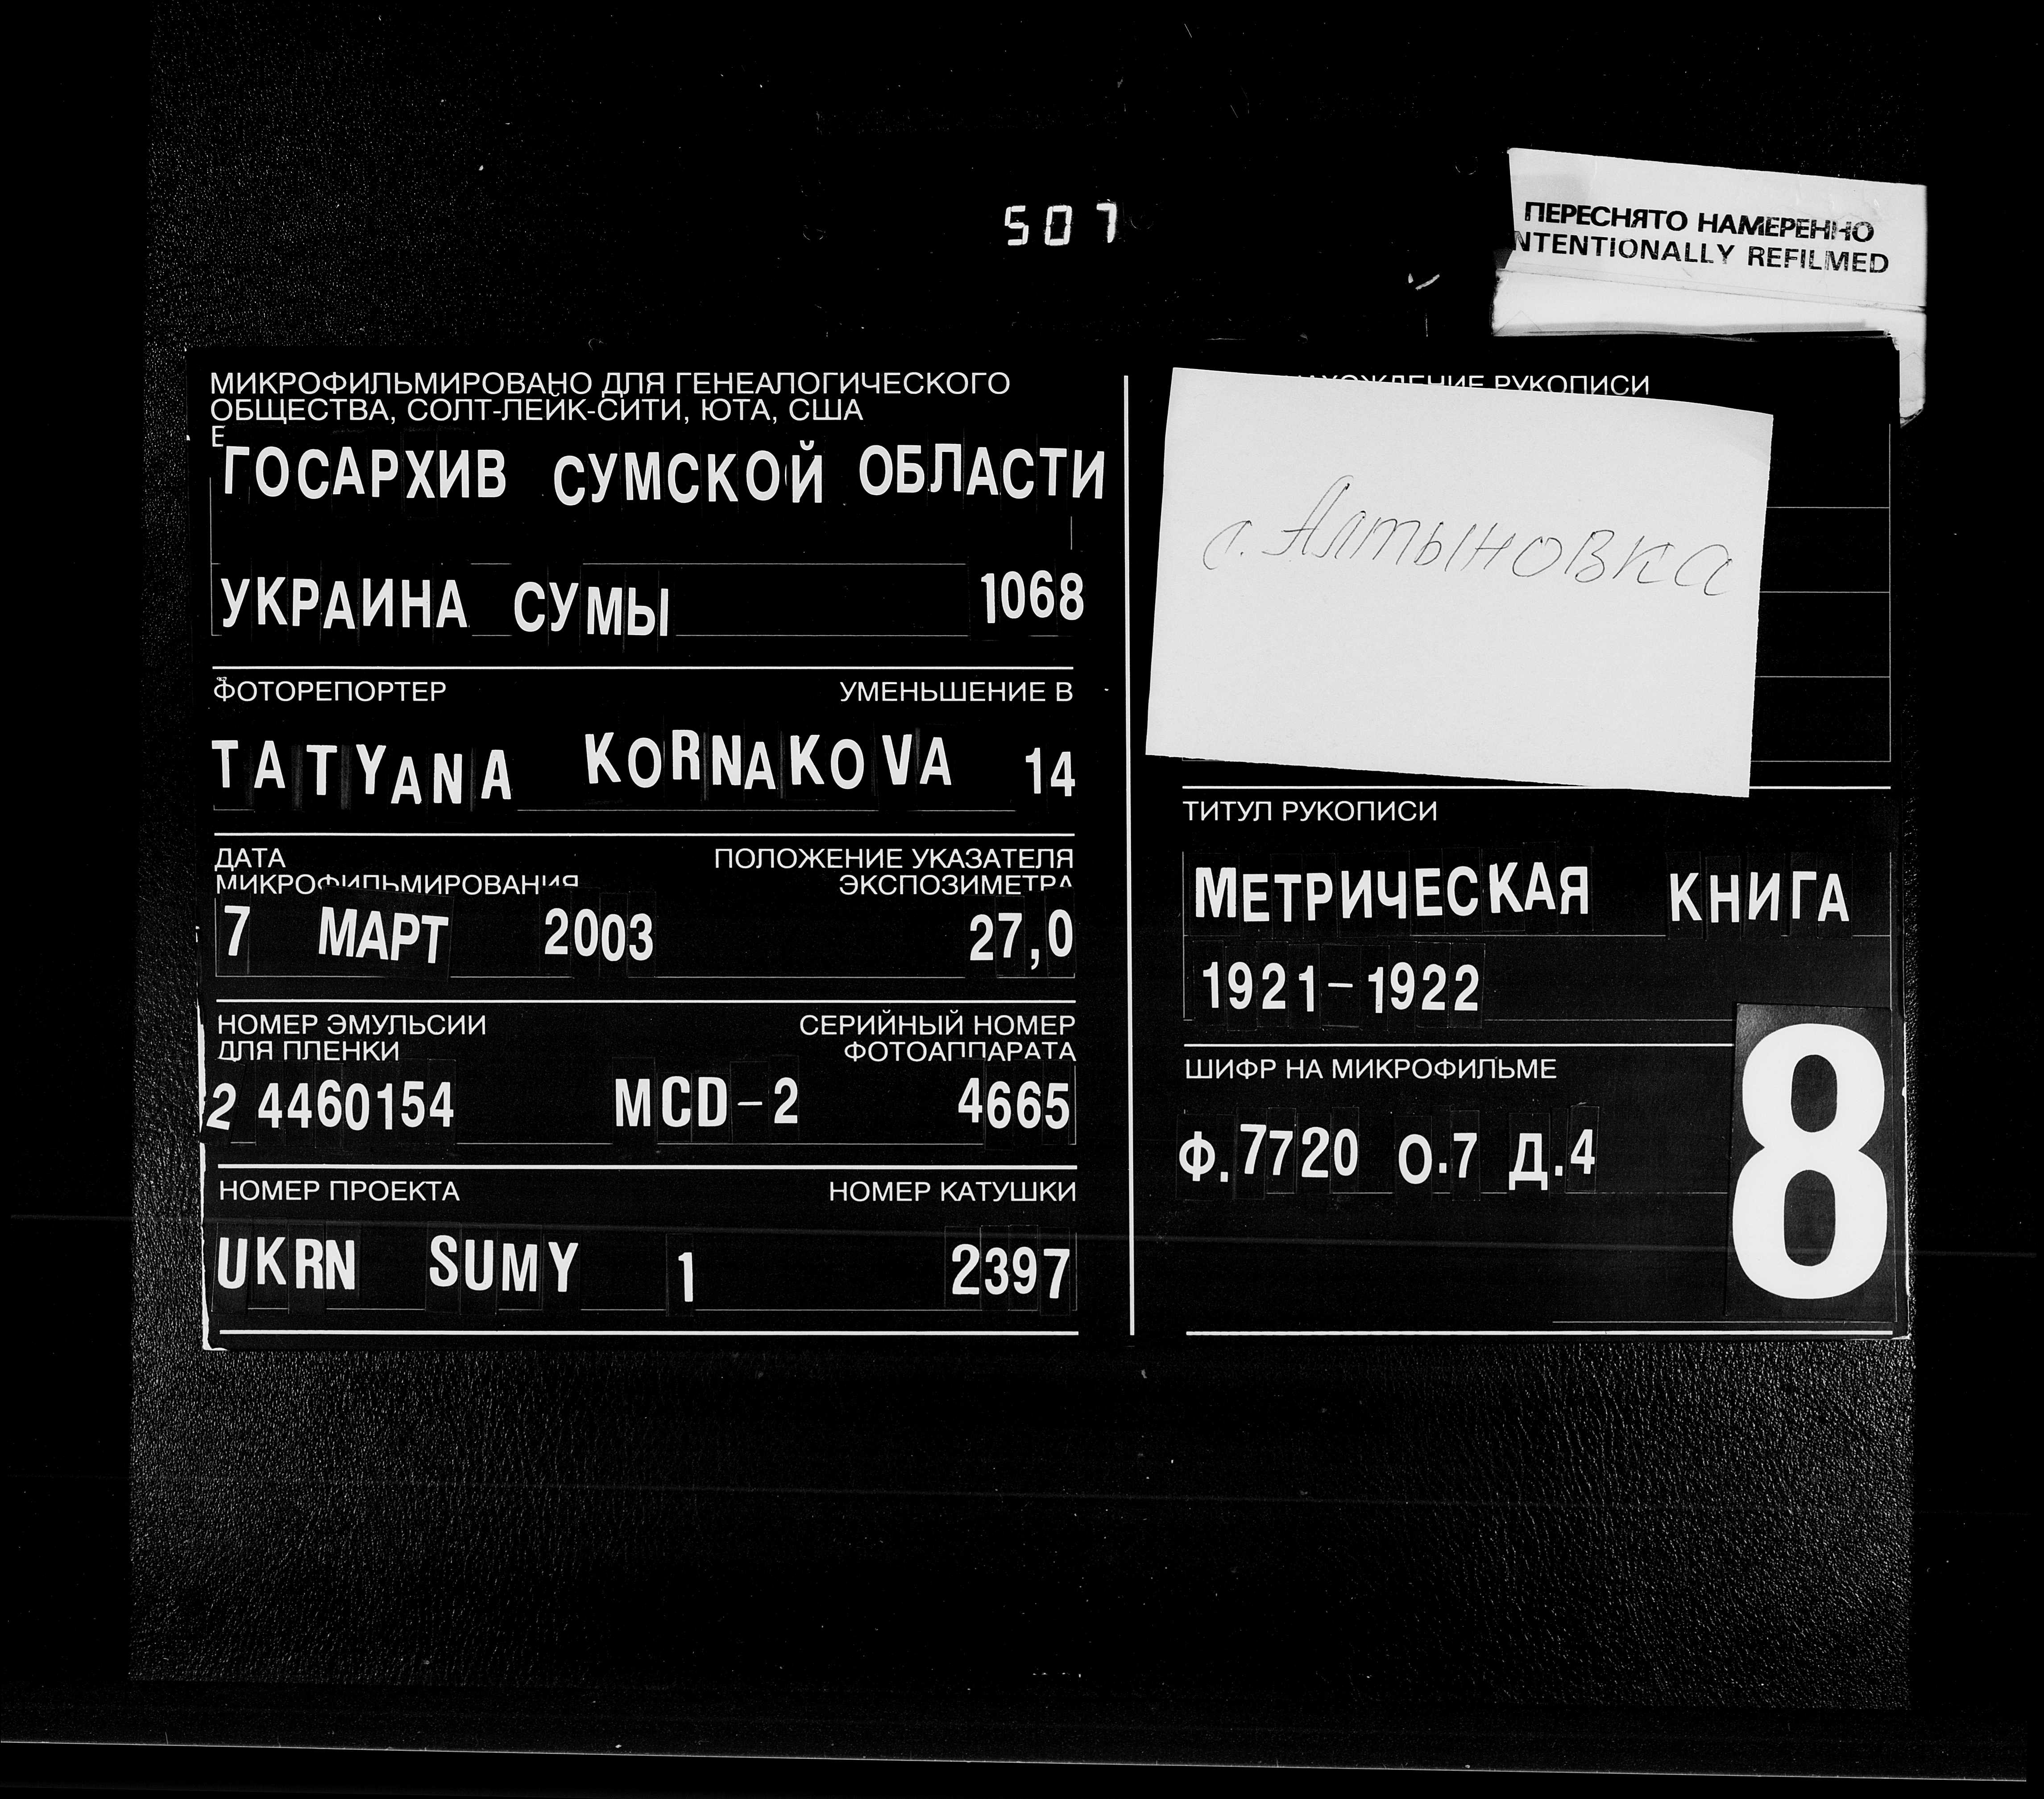 507
ПЕРЕСНЯТО НАМЕРЕННО
NTENTIONALLY REFILMED
МИКРОФИЛЬМИРОВАНО ДЛЯ ГЕНЕАЛОГИЧЕСКОГО
ОБЩЕСТВА, СОЛТ-ЛЕЙК-СИТИ, ЮТА, США
Е
ГОСАРХИВ СУМСКОЙ ОБЛАСТИ
УКРАИНА СУМЫ 1068
ФОТОРЕПОРТЕР УМЕНЬШЕНИЕ В
TATYANA KORNAKOVA 14
ДАТА ПОЛОЖЕНИЕ УКАЗАТЕЛЯ
МИКРОФИЛЬМИРОВАНИЯ ЭКСПОЗИМЕТРА
7 МАРТ 2003 27,0
НОМЕР ЭМУЛЬСИИ СЕРИЙНЫЙ НОМЕР
ДЛЯ ПЛЕНКИ ФОТОАППАРАТА
2 4460154 MCD-2 4665
НОМЕР ПРОЕКТА НОМЕР КАТУШКИ
UKRN SUMY 1 2397
НАХОЖДЕНИЕ РУКОПИСИ
с. Алтыновка
ТИТУЛ РУКОПИСИ
МЕТРИЧЕСКАЯ КНИГА
1921-1922
ШИФР НА МИКРОФИЛЬМЕ
Ф.7720 О.7 Д.4
8